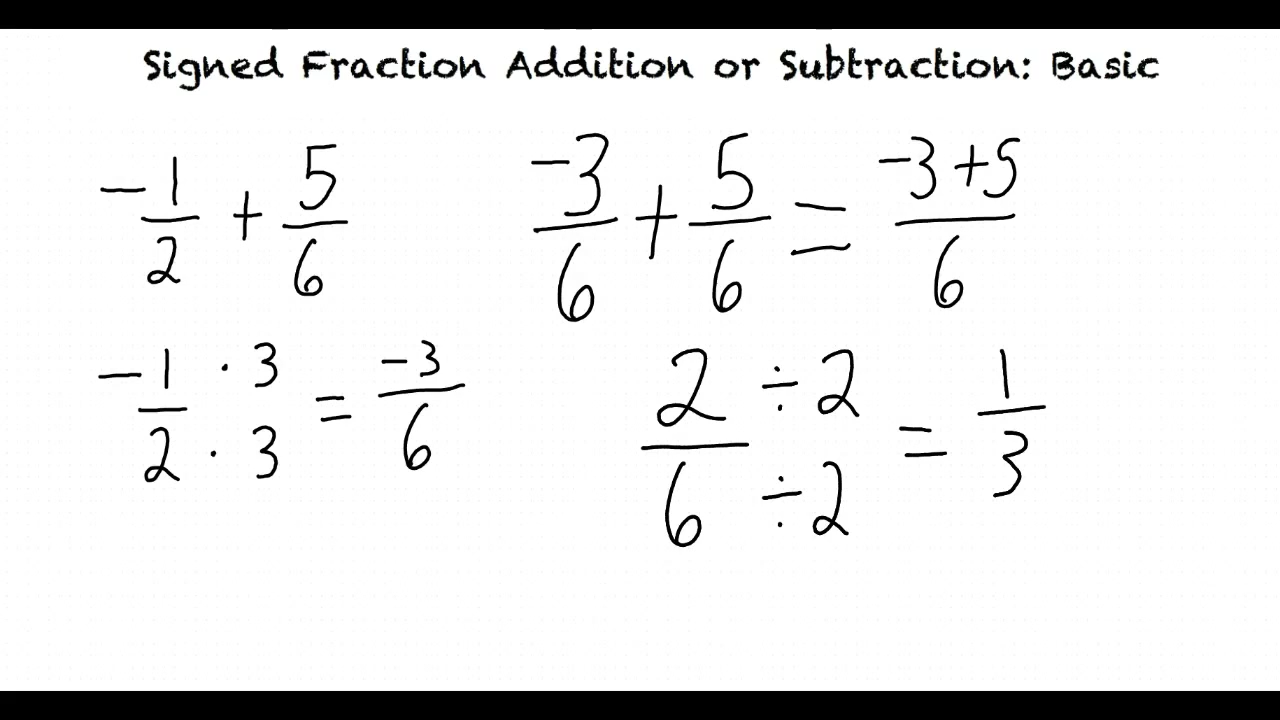 Signed Fraction Addition or Subtraction: Basic
-1/2 + 5/6
-1 · 3 / 2 · 3 = -3/6
-3/6 + 5/6 = -3+5/6
2 ÷2 / 6 ÷2 = 1/3